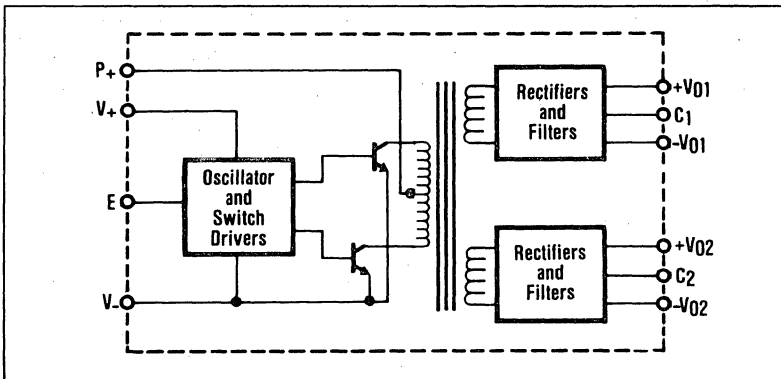 P+
V+
E
V-
Oscillator
and
Switch
Drivers
Rectifiers
and
Filters
+V01
C1
-V01
Rectifiers
and
Filters
+V02
C2
-V02